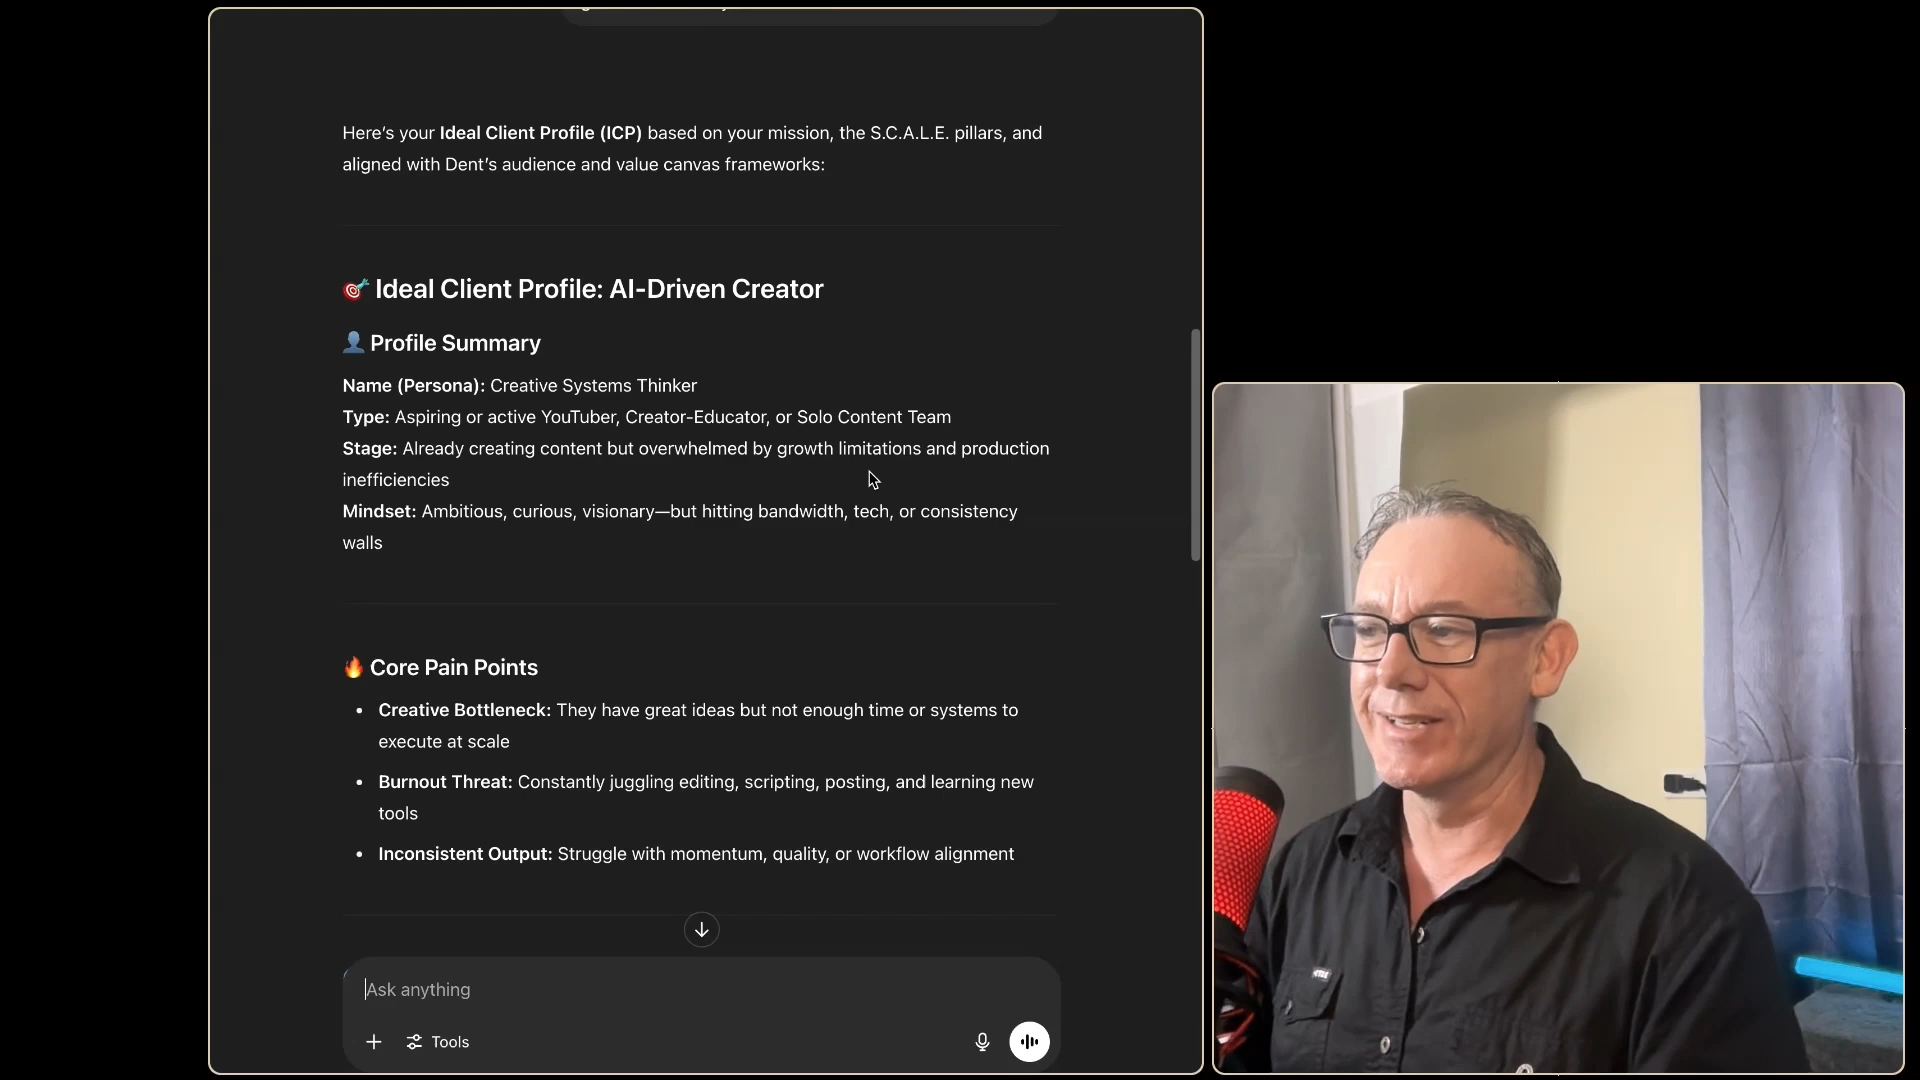 Here's your Ideal Client Profile (ICP) based on your mission, the S.C.A.L.E. pillars, and
aligned with Dent's audience and value canvas frameworks:
🎯 Ideal Client Profile: AI-Driven Creator
👤 Profile Summary
Name (Persona): Creative Systems Thinker
Type: Aspiring or active YouTuber, Creator-Educator, or Solo Content Team
Stage: Already creating content but overwhelmed by growth limitations and production
inefficiencies
Mindset: Ambitious, curious, visionary—but hitting bandwidth, tech, or consistency
walls
🔥 Core Pain Points
• Creative Bottleneck: They have great ideas but not enough time or systems to
execute at scale
• Burnout Threat: Constantly juggling editing, scripting, posting, and learning new
tools
• Inconsistent Output: Struggle with momentum, quality, or workflow alignment
Ask anything
Tools